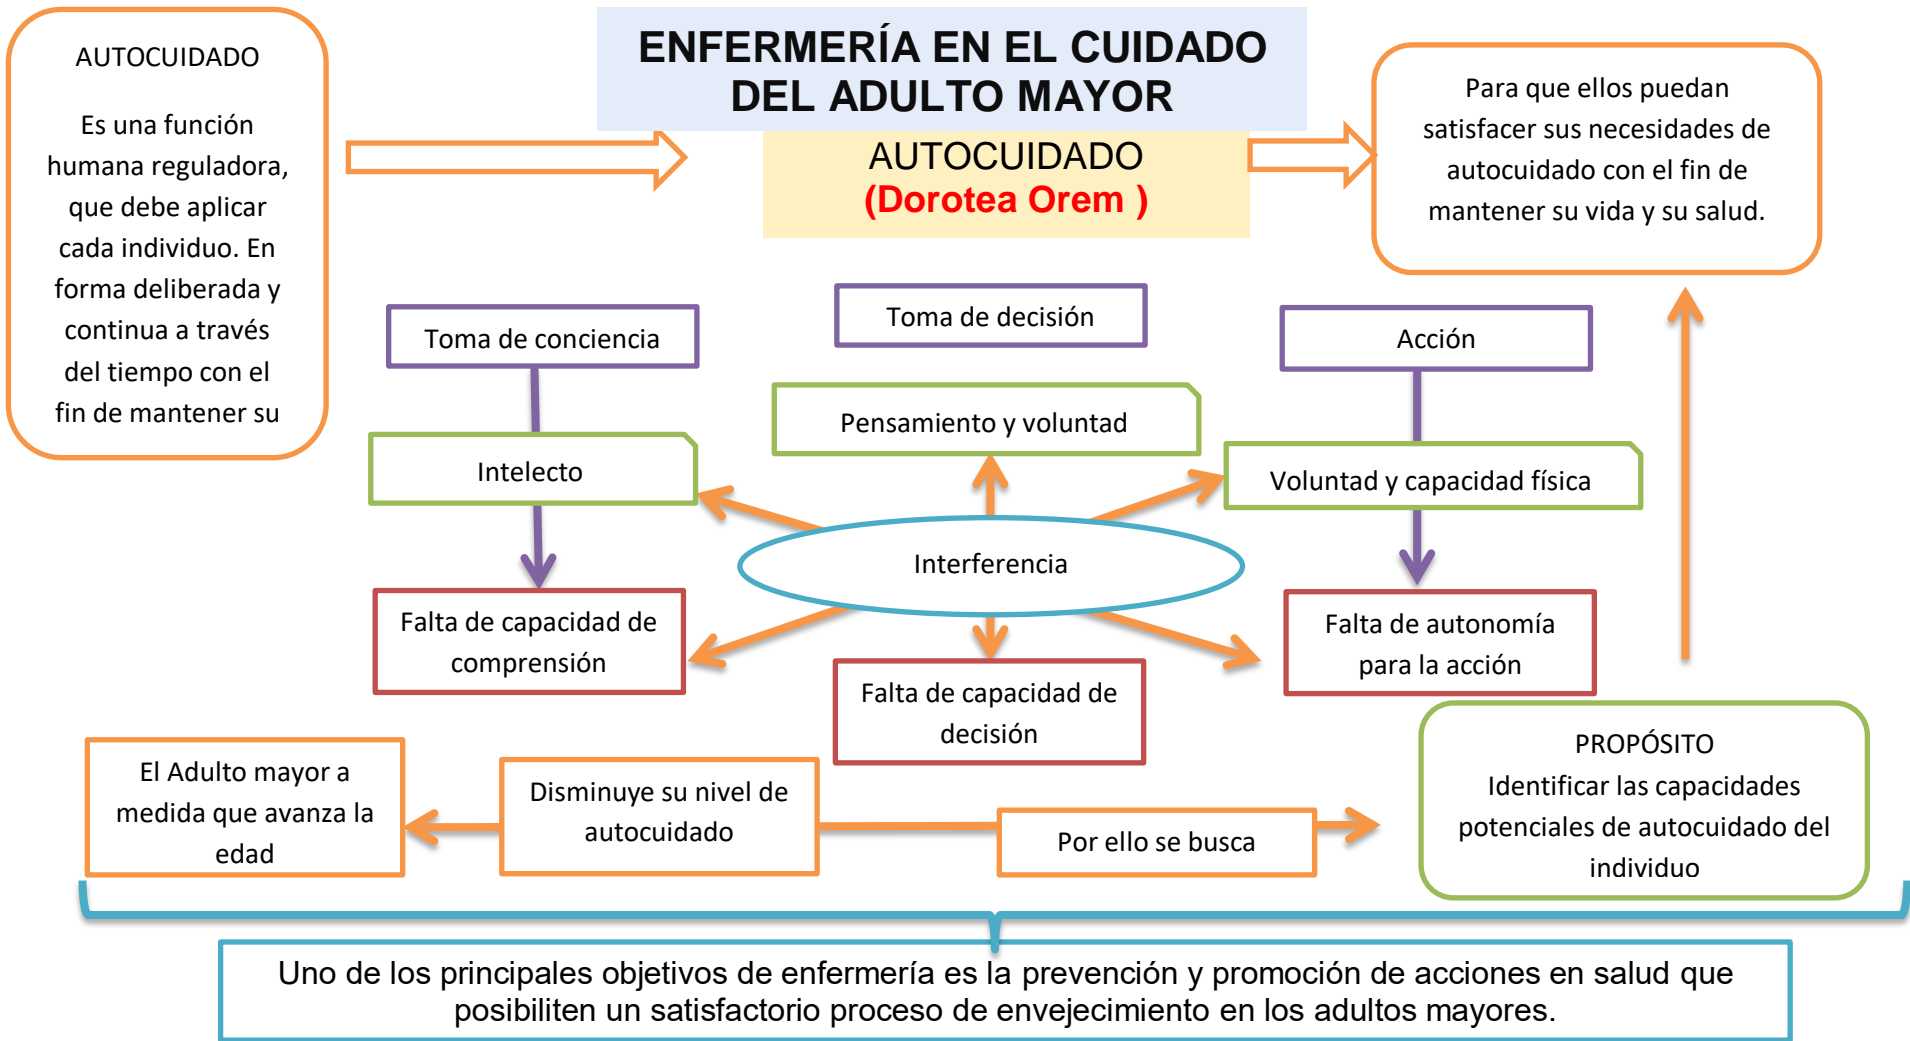 AUTOCUIDADO
Es una función
humana reguladora,
que debe aplicar
cada individuo. En
forma deliberada y
continua a través
del tiempo con el
fin de mantener su
ENFERMERÍA EN EL CUIDADO
DEL ADULTO MAYOR
AUTOCUIDADO
(Dorotea Orem )
Para que ellos puedan
satisfacer sus necesidades de
autocuidado con el fin de
mantener su vida y su salud.
Toma de conciencia
Toma de decisión
Acción
Intelecto
Pensamiento y voluntad
Voluntad y capacidad física
Interferencia
Falta de capacidad de
comprensión
Falta de capacidad de
decisión
Falta de autonomía
para la acción
El Adulto mayor a
medida que avanza la
edad
Disminuye su nivel de
autocuidado
Por ello se busca
PROPÓSITO
Identificar las capacidades
potenciales de autocuidado del
individuo
Uno de los principales objetivos de enfermería es la prevención y promoción de acciones en salud que
posibiliten un satisfactorio proceso de envejecimiento en los adultos mayores.